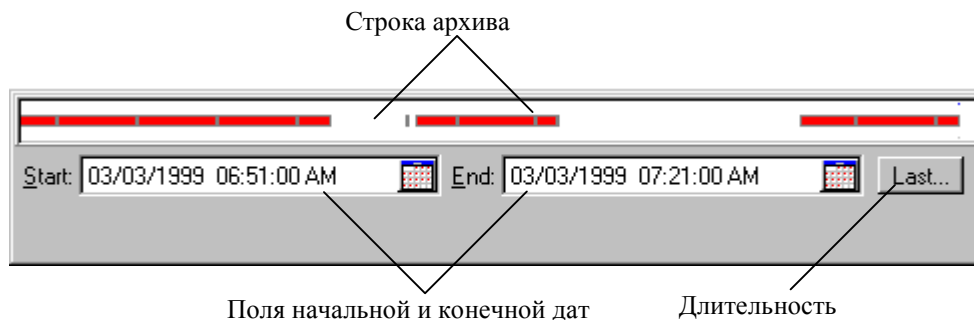 Строка архива
Start: 03/03/1999 06:51:00 AM End: 03/03/1999 07:21:00 AM Last...
Поля начальной и конечной дат Длительность